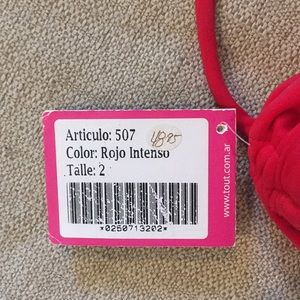 Articulo: 507
Color: Rojo Intenso
Talle: 2
*0250713202*
www.tout.com.ar